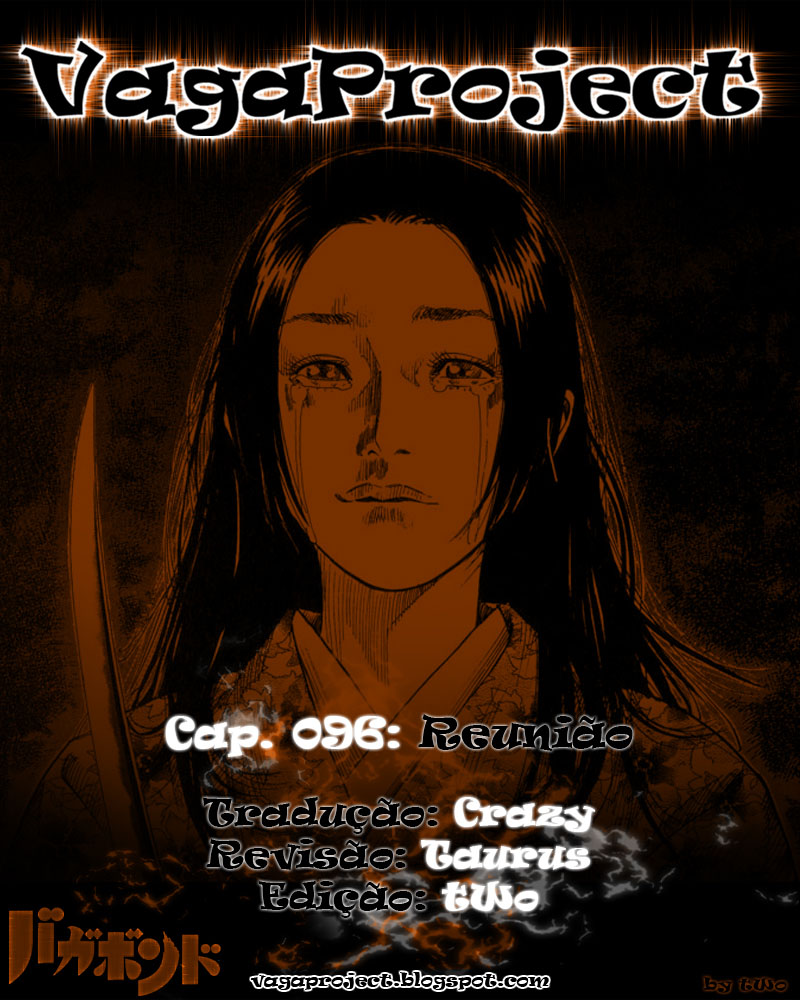 VagaProject
Cap. 096: Reunião
Tradução: Crazy
Revisão: Taurus
Edição: tWo
バガボンド
vagaproject.blogspot.com
by tWo